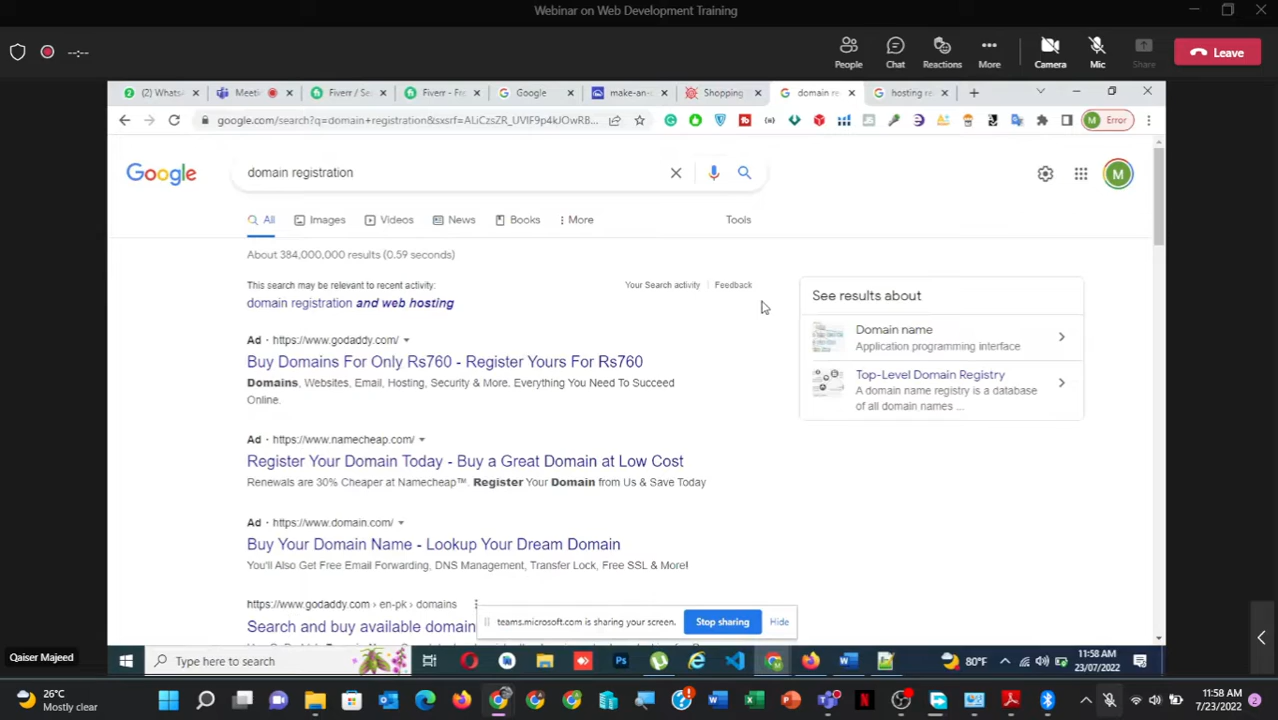 Webinar on Web Development Training
--:--
People
Chat
Reactions
More
Camera
Mic
Share
Leave
(2) Whats
Meeti
Fiverr / Se
Fiverr - Fre
Google
make-an-o
Shopping
domain re
hosting re
google.com/search?q=domain+registration&sxsrf=ALiCzsZR_UVlF9p4kJOwRB...
M Error
Google
domain registration
M
All
Images
Videos
News
Books
More
Tools
About 384,000,000 results (0.59 seconds)
This search may be relevant to recent activity:
Your Search activity
Feedback
domain registration and web hosting
See results about
Domain name
Application programming interface
Top-Level Domain Registry
A domain name registry is a database
of all domain names ...
Ad · https://www.godaddy.com/
Buy Domains For Only Rs760 - Register Yours For Rs760
Domains, Websites, Email, Hosting, Security & More. Everything You Need To Succeed
Online.
Ad · https://www.namecheap.com/
Register Your Domain Today - Buy a Great Domain at Low Cost
Renewals are 30% Cheaper at Namecheap™. Register Your Domain from Us & Save Today
Ad · https://www.domain.com/
Buy Your Domain Name - Lookup Your Dream Domain
You'll Also Get Free Email Forwarding, DNS Management, Transfer Lock, Free SSL & More!
https://www.godaddy.com › en-pk › domains
Search and buy available domain
teams.microsoft.com is sharing your screen.
Stop sharing
Hide
Qaiser Majeed
Type here to search
80°F
11:58 AM
23/07/2022
26°C
Mostly clear
11:58 AM
7/23/2022
2